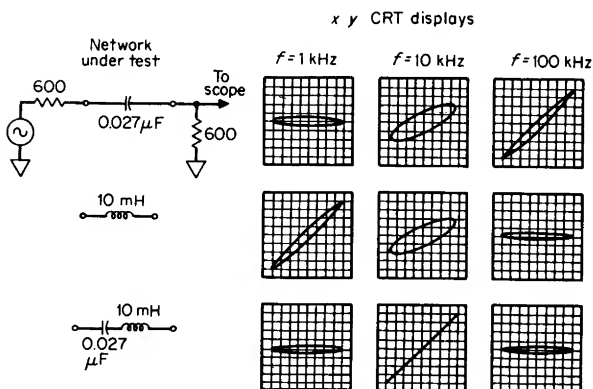 x y CRT displays
Network
under test
f = 1 kHz
f = 10 kHz
f = 100 kHz
To
scope
600
0.027µF
600
10 mH
10 mH
0.027
µF